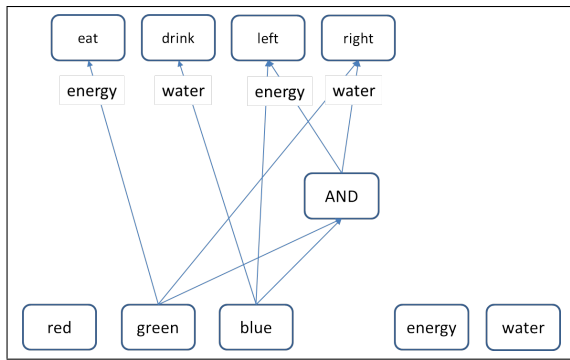 eat
drink
left
right
energy
water
energy
water
AND
red
green
blue
energy
water